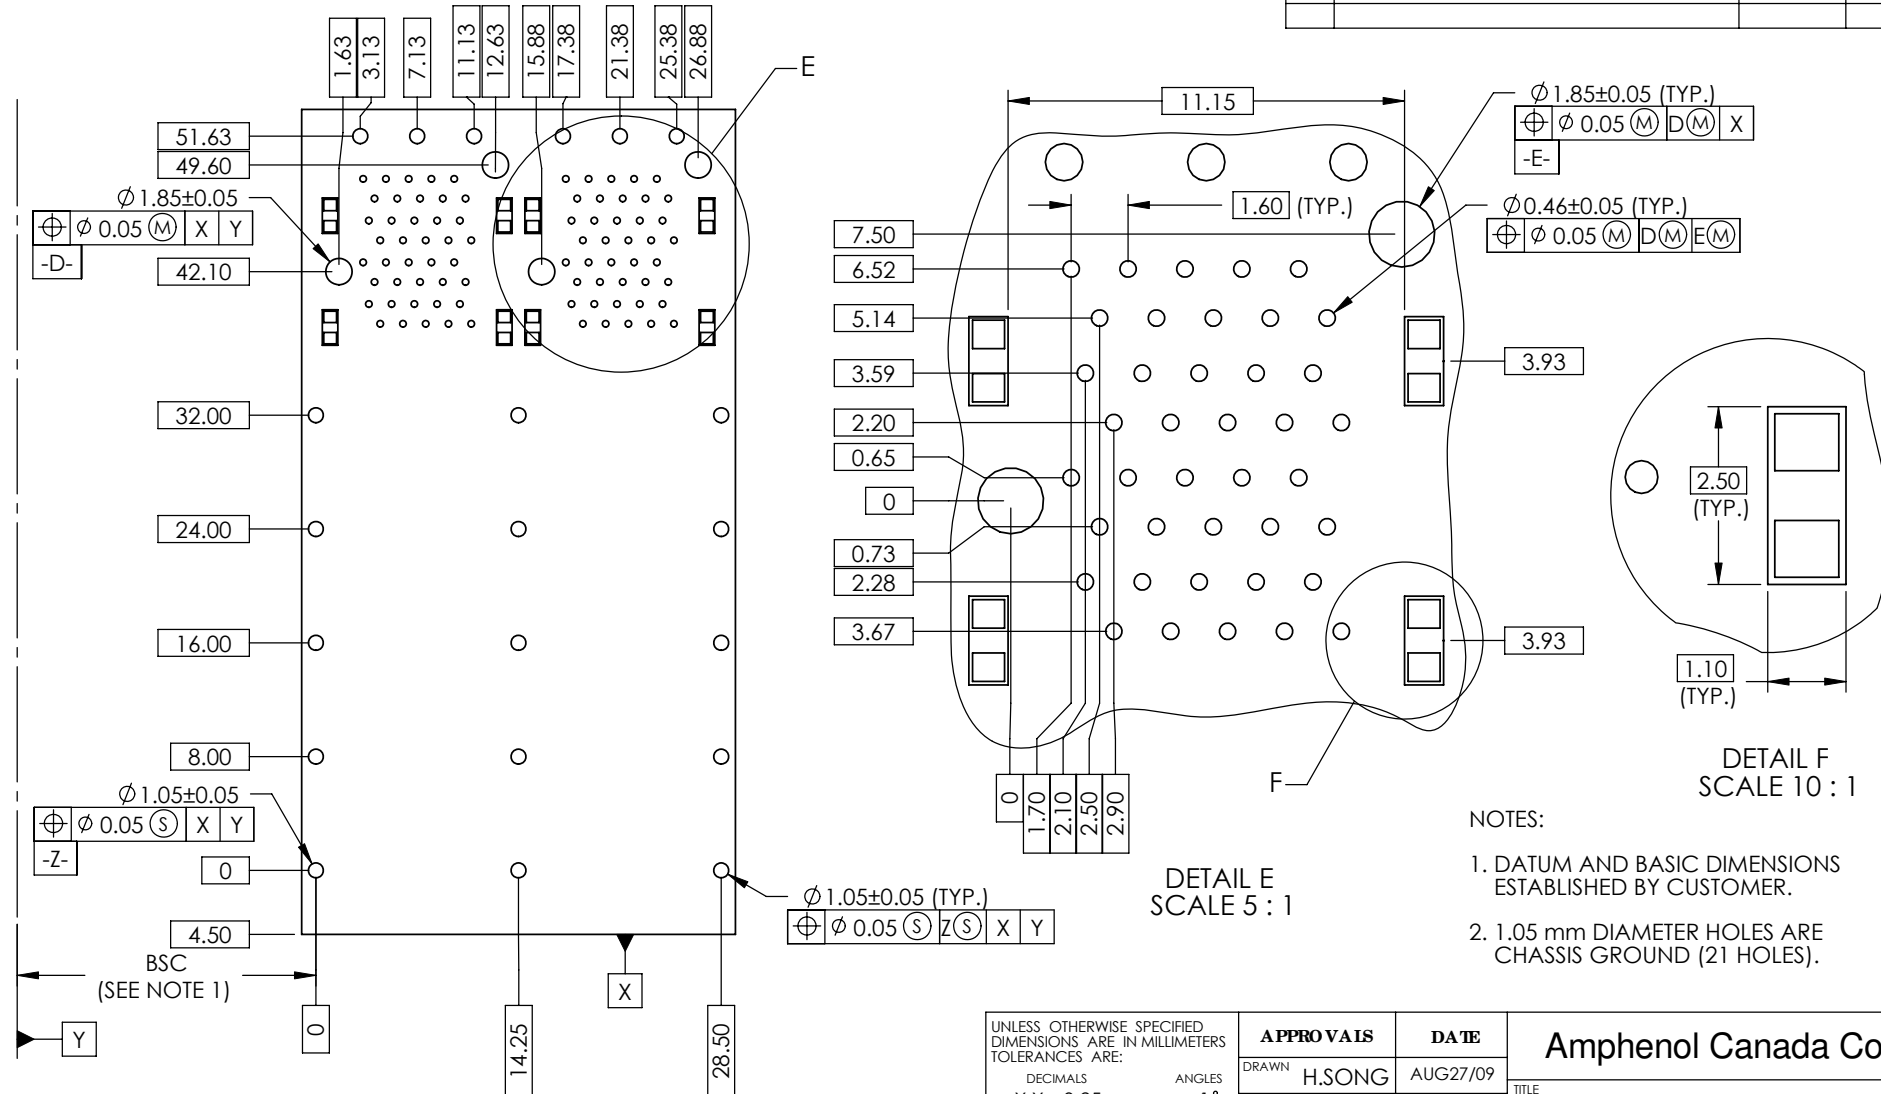 1.63
3.13
7.13
11.13
12.63
15.88
17.38
21.38
25.38
26.88
E
51.63
49.60
∅1.85±0.05
⌖ ∅ 0.05 Ⓜ X Y
-D-
42.10
32.00
24.00
16.00
8.00
∅1.05±0.05
⌖ ∅ 0.05 Ⓢ X Y
-Z-
0
4.50
BSC
(SEE NOTE 1)
Y
0
14.25
X
28.50
∅1.05±0.05 (TYP.)
⌖ ∅ 0.05 Ⓢ ZⓈ X Y
11.15
∅1.85±0.05 (TYP.)
⌖ ∅ 0.05 Ⓜ DⓂ X
-E-
1.60 (TYP.)
∅0.46±0.05 (TYP.)
⌖ ∅ 0.05 Ⓜ DⓂ EⓂ
7.50
6.52
5.14
3.59
2.20
0.65
0
0.73
2.28
3.67
3.93
3.93
0
1.70
2.10
2.50
2.90
F
DETAIL E
SCALE 5 : 1
2.50
(TYP.)
1.10
(TYP.)
DETAIL F
SCALE 10 : 1
NOTES:
1. DATUM AND BASIC DIMENSIONS
ESTABLISHED BY CUSTOMER.
2. 1.05 mm DIAMETER HOLES ARE
CHASSIS GROUND (21 HOLES).
UNLESS OTHERWISE SPECIFIED
DIMENSIONS ARE IN MILLIMETERS
TOLERANCES ARE:
DECIMALS ANGLES
APPROVALS DATE
DRAWN H.SONG AUG27/09
Amphenol Canada Co
TITLE